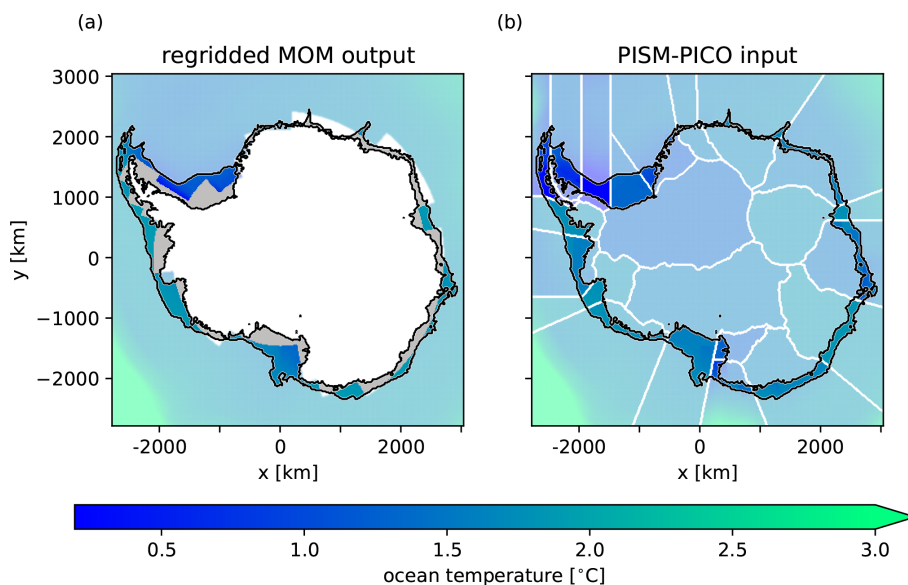 (a)
(b)
regridded MOM output
PISM-PICO input
3000
2000
1000
0
−1000
−2000
y [km]
-2000
0
2000
-2000
0
2000
x [km]
x [km]
0.5
1.0
1.5
2.0
2.5
3.0
ocean temperature [°C]